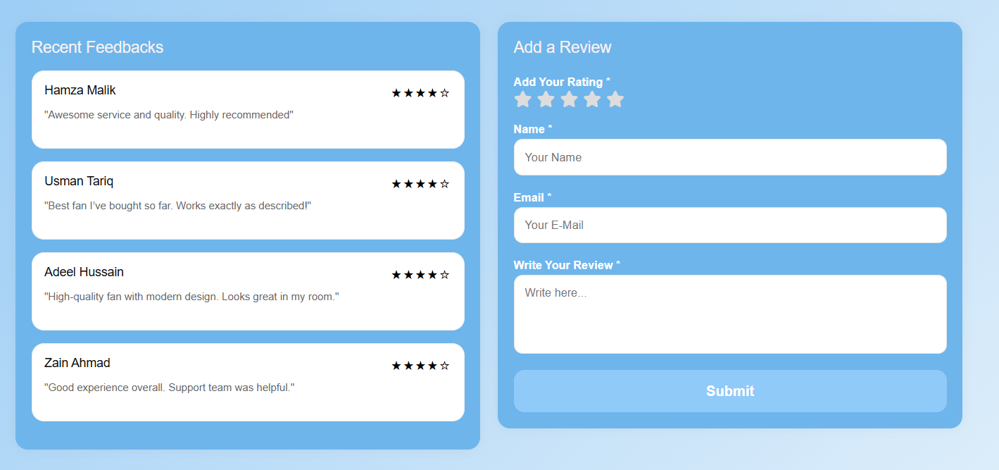 Recent Feedbacks
Hamza Malik
★★★★☆
"Awesome service and quality. Highly recommended"
Usman Tariq
★★★★☆
"Best fan I've bought so far. Works exactly as described!"
Adeel Hussain
★★★★☆
"High-quality fan with modern design. Looks great in my room."
Zain Ahmad
★★★★☆
"Good experience overall. Support team was helpful."
Add a Review
Add Your Rating *
★★★★★
Name *
Your Name
Email *
Your E-Mail
Write Your Review *
Write here...
Submit